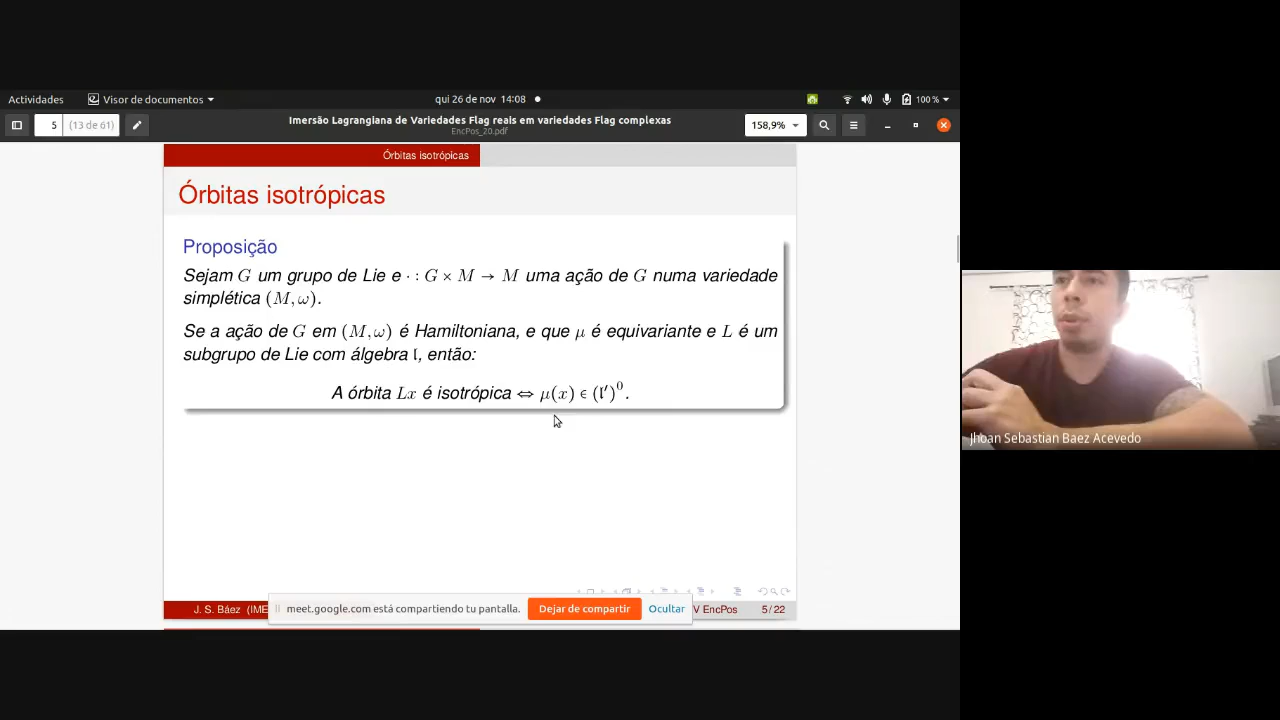 Actividades
Visor de documentos
qui 26 de nov 14:08
100 %
5
(13 de 61)
Imersão Lagrangiana de Variedades Flag reais em variedades Flag complexas
EncPos_20.pdf
158,9%
Órbitas isotrópicas
Órbitas isotrópicas
Proposição
Sejam G um grupo de Lie e · : G × M → M uma ação de G numa variedade
simplética (M, ω).
Se a ação de G em (M, ω) é Hamiltoniana, e que μ é equivariante e L é um
subgrupo de Lie com álgebra 𝔩, então:
A órbita Lx é isotrópica ⇔ μ(x) ∈ (𝔩′)⁰.
Jhoan Sebastian Baez Acevedo
J. S. Báez (IME
meet.google.com está compartiendo tu pantalla.
Dejar de compartir
Ocultar
V EncPos
5/22